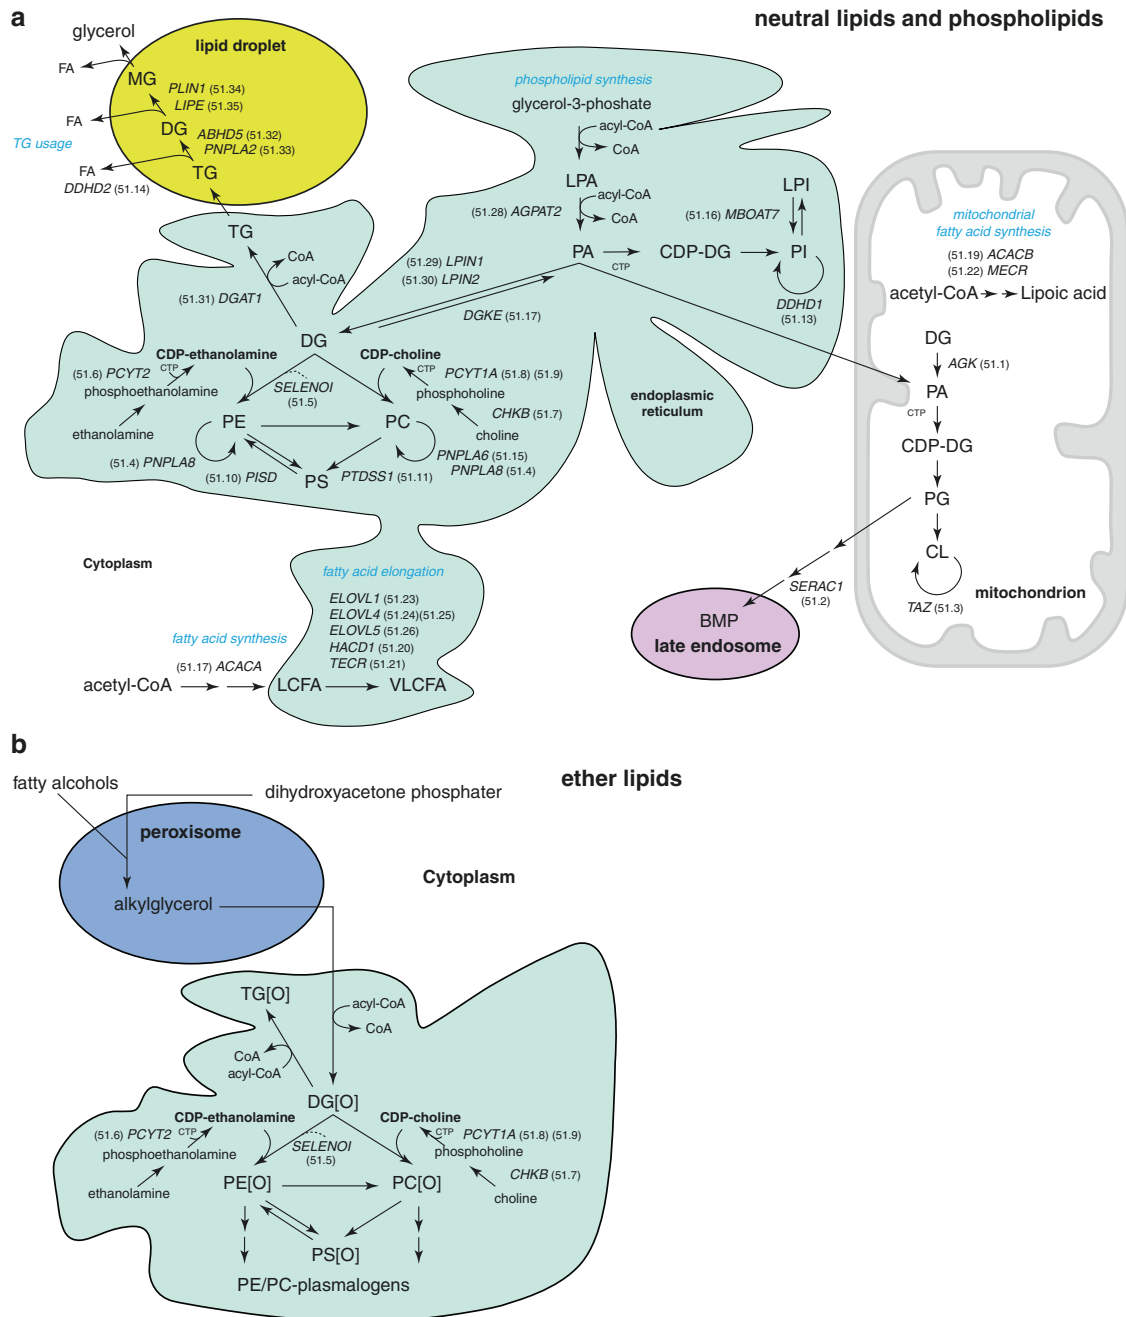 a
neutral lipids and phospholipids
glycerol
FA
lipid droplet
MG
PLIN1 (51.34)
LIPE (51.35)
FA
DG
TG usage
ABHD5 (51.32)
PNPLA2 (51.33)
FA
TG
DDHD2 (51.14)
TG
CoA
acyl-CoA
(51.31) DGAT1
phospholipid synthesis
glycerol-3-phoshate
acyl-CoA
CoA
LPA
acyl-CoA
(51.28) AGPAT2
CoA
LPI
(51.16) MBOAT7
PA
CTP
CDP-DG
PI
DDHD1
(51.13)
(51.29) LPIN1
(51.30) LPIN2
DGKE (51.17)
DG
CDP-ethanolamine
CDP-choline
(51.6) PCYT2
CTP
phosphoethanolamine
SELENOI
(51.5)
CTP
PCYT1A (51.8) (51.9)
phospholine
CHKB (51.7)
ethanolamine
PE
PC
choline
(51.4) PNPLA8
PNPLA6 (51.15)
PNPLA8 (51.4)
(51.10) PISD
PS
PTDSS1 (51.11)
endoplasmic
reticulum
mitochondrial
fatty acid synthesis
(51.19) ACACB
(51.22) MECR
acetyl-CoA
Lipoic acid
DG
AGK (51.1)
PA
CTP
CDP-DG
PG
CL
TAZ (51.3)
mitochondrion
SERAC1
(51.2)
BMP
late endosome
Cytoplasm
fatty acid elongation
ELOVL1 (51.23)
ELOVL4 (51.24)(51.25)
ELOVL5 (51.26)
HACD1 (51.20)
TECR (51.21)
fatty acid synthesis
(51.17) ACACA
acetyl-CoA
LCFA
VLCFA
b
ether lipids
fatty alcohols
dihydroxyacetone phosphater
peroxisome
Cytoplasm
alkylglycerol
TG[O]
acyl-CoA
CoA
CoA
acyl-CoA
DG[O]
CDP-ethanolamine
CDP-choline
(51.6) PCYT2
CTP
phosphoethanolamine
SELENOI
(51.5)
CTP
PCYT1A (51.8) (51.9)
phospholine
CHKB (51.7)
ethanolamine
PE[O]
PC[O]
choline
PS[O]
PE/PC-plasmalogens